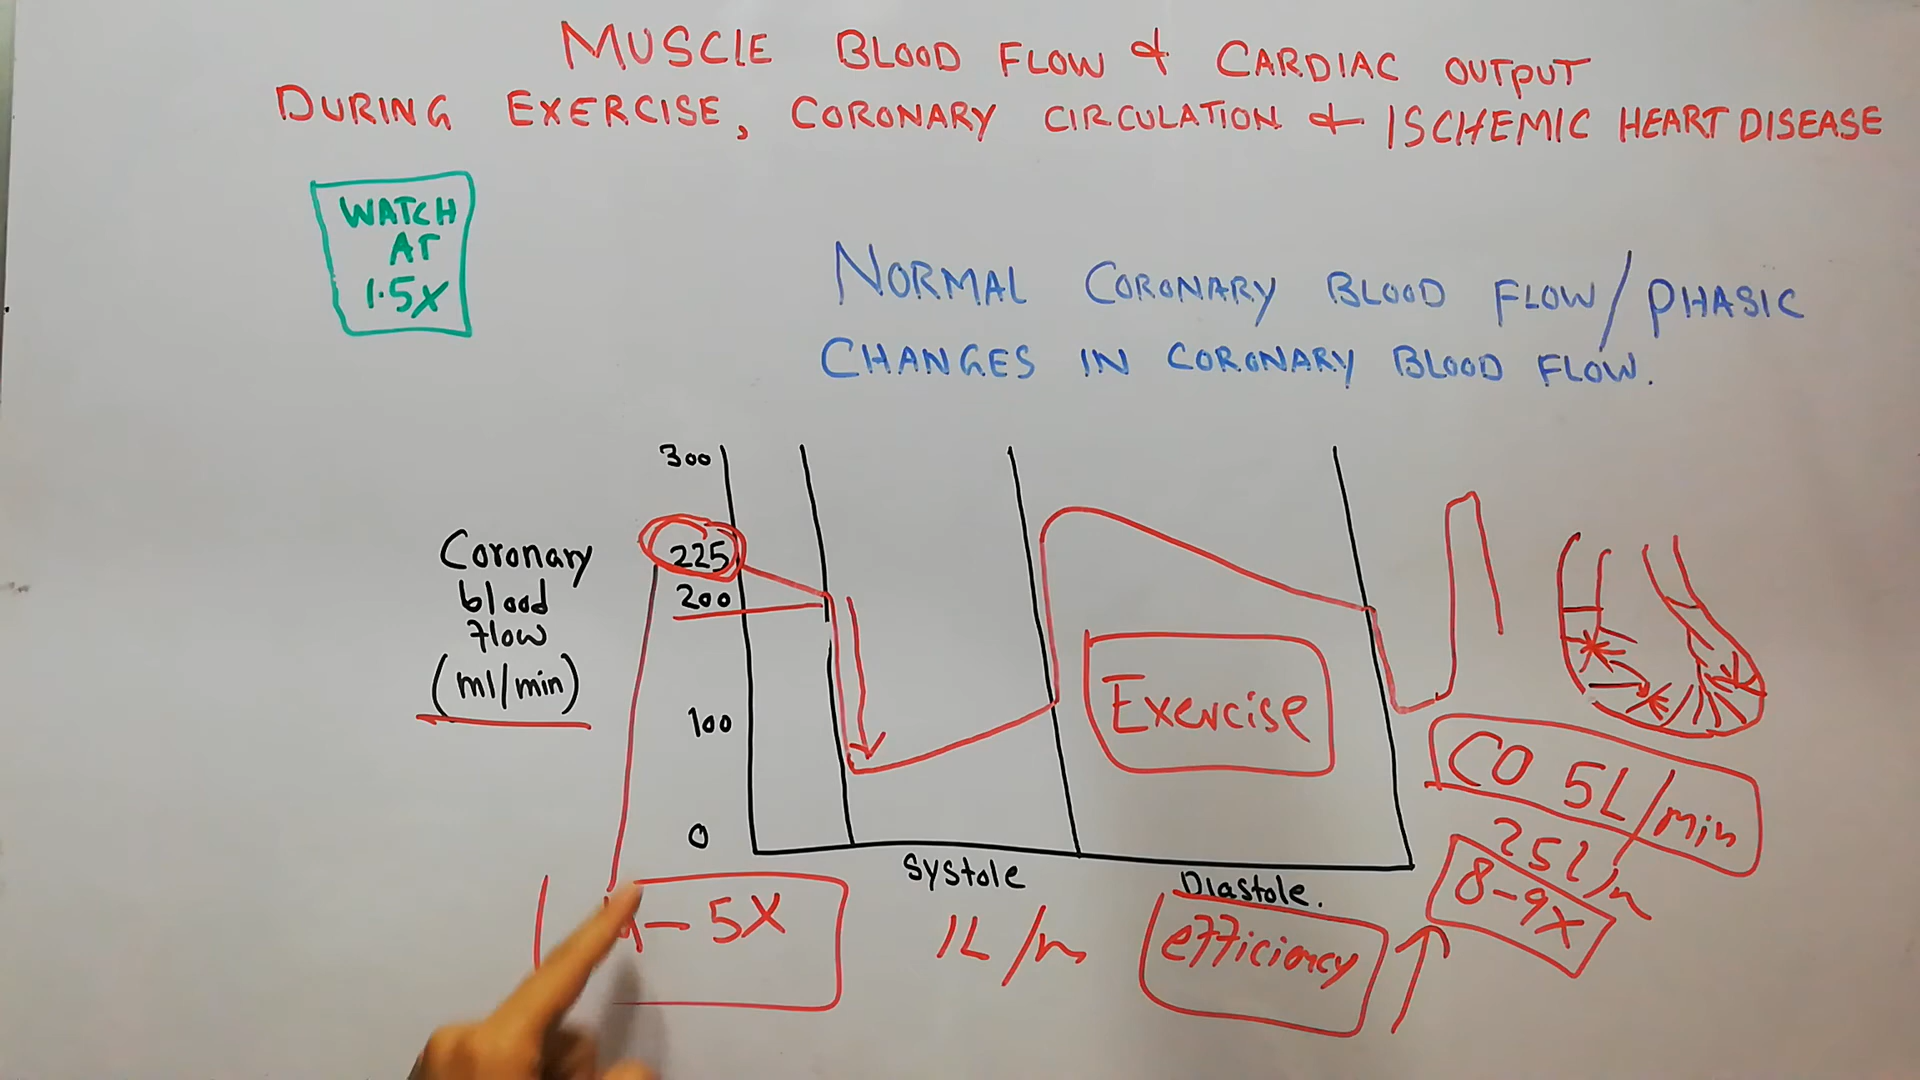 MUSCLE BLOOD FLOW & CARDIAC OUTPUT
DURING EXERCISE, CORONARY CIRCULATION & ISCHEMIC HEART DISEASE
WATCH
AT
1.5X
NORMAL CORONARY BLOOD FLOW/PHASIC
CHANGES IN CORONARY BLOOD FLOW.
Coronary
blood
flow
(ml/min)
300
225
200
100
0
Exercise
Systole
Diastole.
CO 5L/min
25L/
8-9X
- 5X
1L/m
efficiency